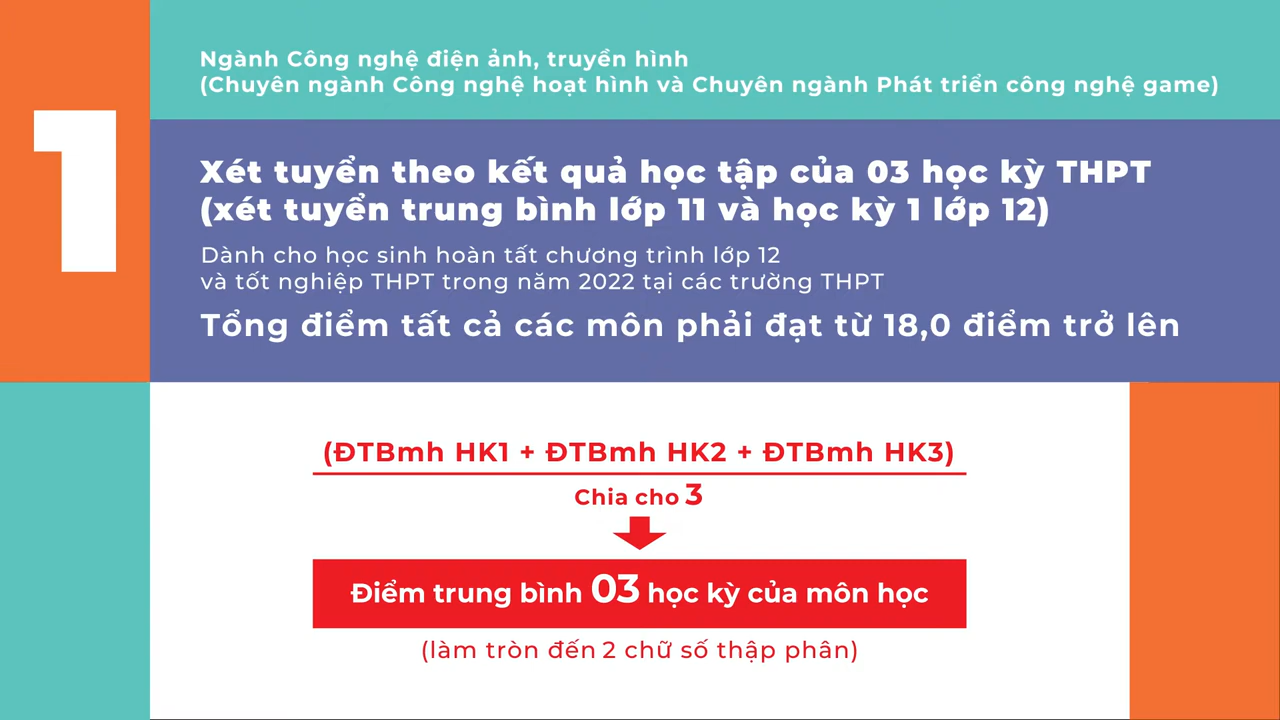 1
Ngành Công nghệ điện ảnh, truyền hình
(Chuyên ngành Công nghệ hoạt hình và Chuyên ngành Phát triển công nghệ game)
Xét tuyển theo kết quả học tập của 03 học kỳ THPT
(xét tuyển trung bình lớp 11 và học kỳ 1 lớp 12)
Dành cho học sinh hoàn tất chương trình lớp 12
và tốt nghiệp THPT trong năm 2022 tại các trường THPT
Tổng điểm tất cả các môn phải đạt từ 18,0 điểm trở lên
(ĐTBmh HK1 + ĐTBmh HK2 + ĐTBmh HK3)
Chia cho 3
Điểm trung bình 03 học kỳ của môn học
(làm tròn đến 2 chữ số thập phân)